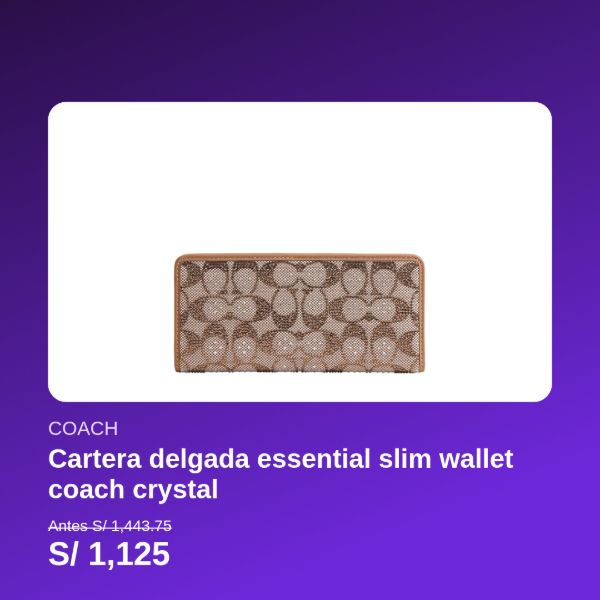 COACH
Cartera delgada essential slim wallet
coach crystal
Antes S/ 1,443.75
S/ 1,125